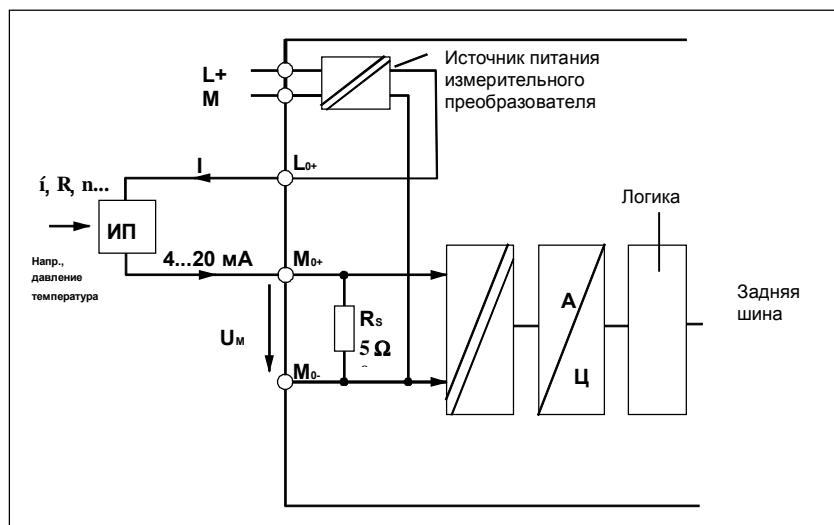 L+
M
Источник питания
измерительного
преобразователя
I
L0+
í, R, n...
ИП
Напр.,
давление
температура
4...20 мА
M0+
UM
RS
5 Ω
M0-
А
Ц
Логика
Задняя
шина